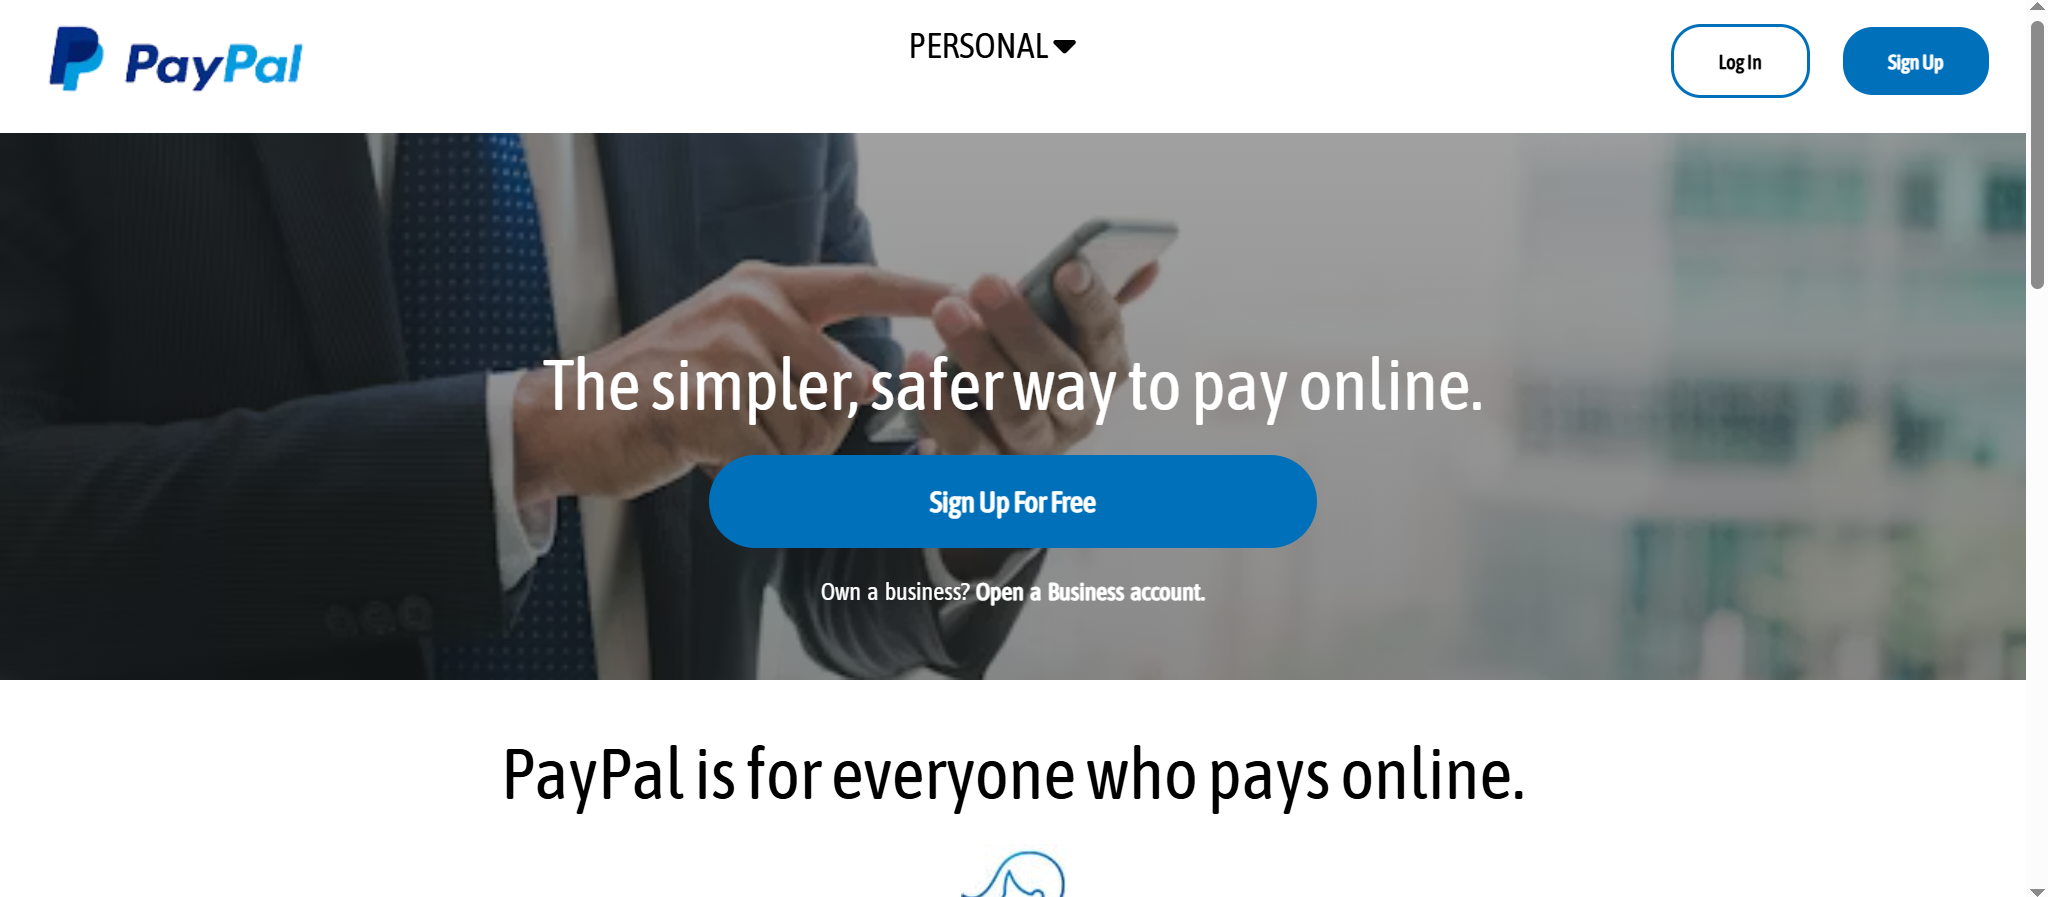 PayPal
PERSONAL
Log In
Sign Up
The simpler, safer way to pay online.
Sign Up For Free
Own a business? Open a Business account.
PayPal is for everyone who pays online.